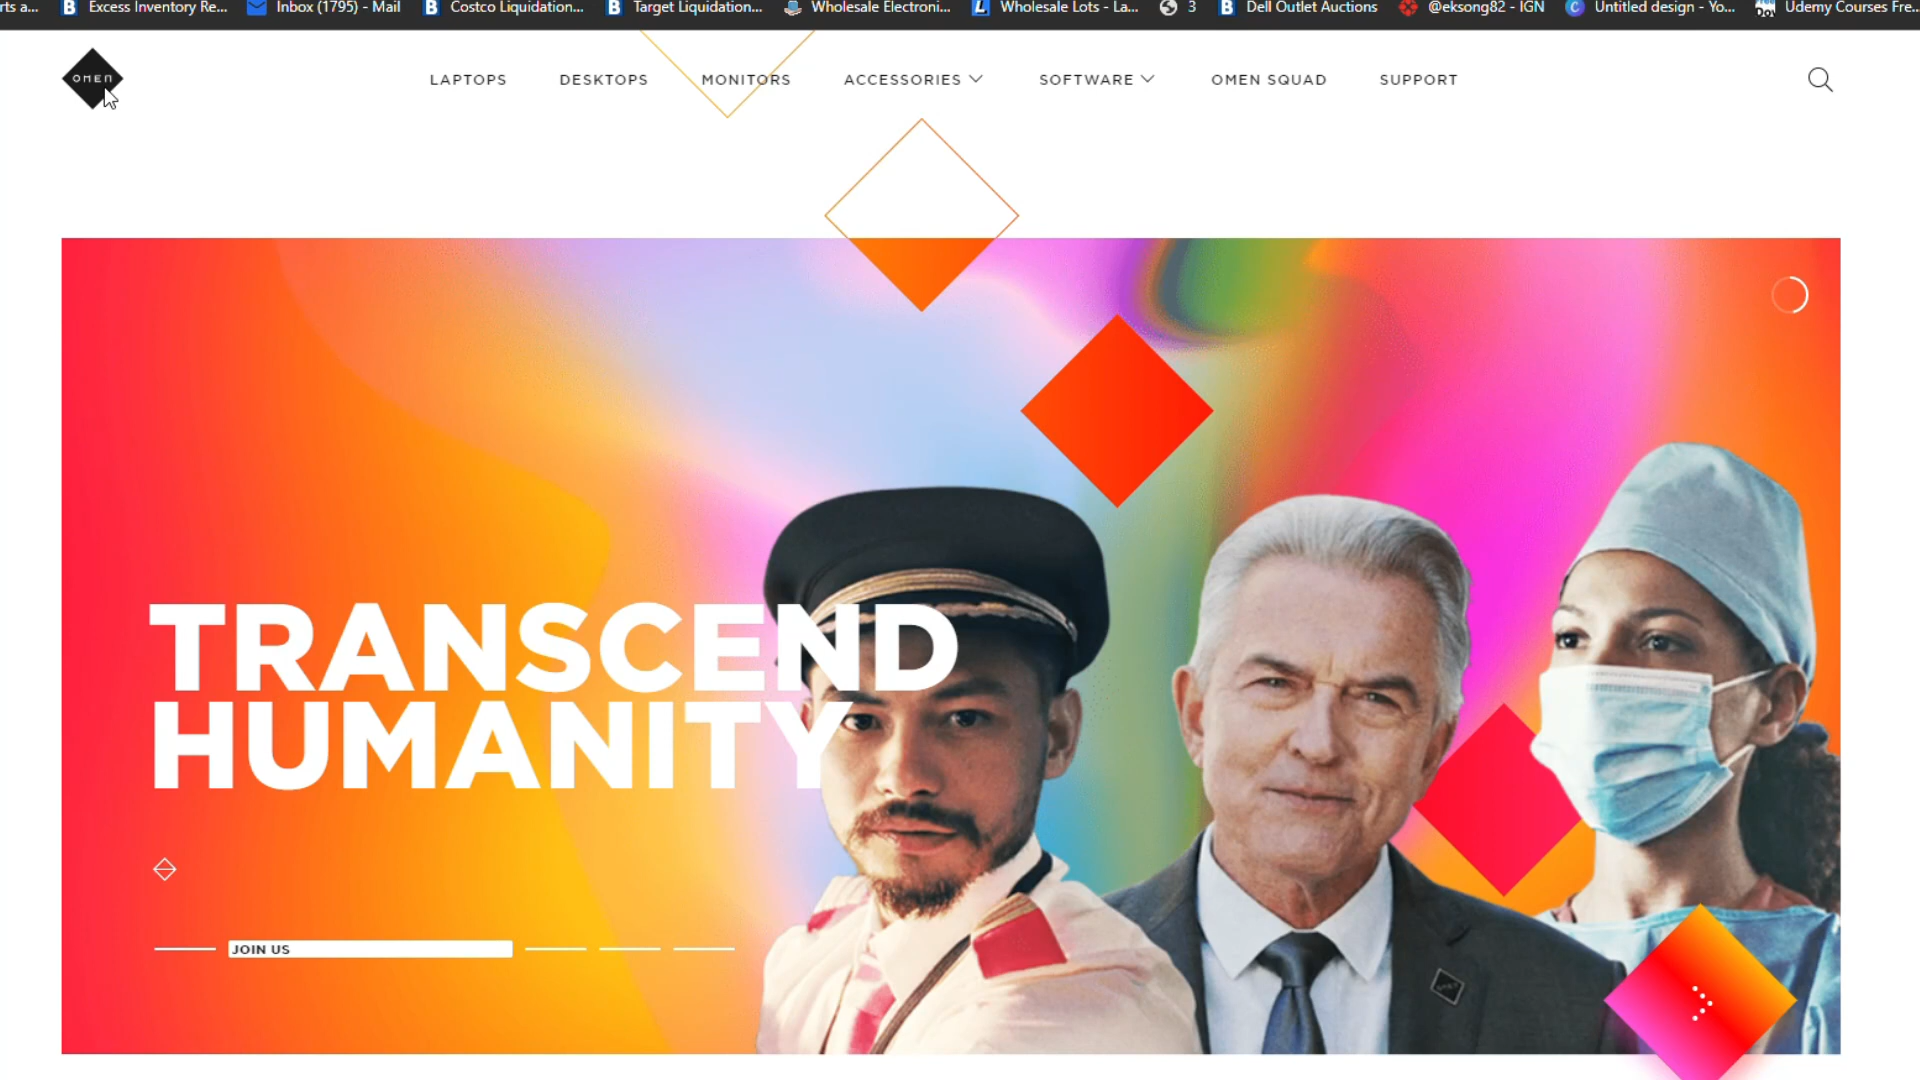 rts a... Excess Inventory Re... Inbox (1795) - Mail Costco Liquidation... Target Liquidation... Wholesale Electroni... Wholesale Lots - La... 3 Dell Outlet Auctions @eksong82 - IGN Untitled design - Yo... Udemy Courses Fre...
OMEN LAPTOPS DESKTOPS MONITORS ACCESSORIES SOFTWARE OMEN SQUAD SUPPORT
TRANSCEND
HUMANITY
JOIN US